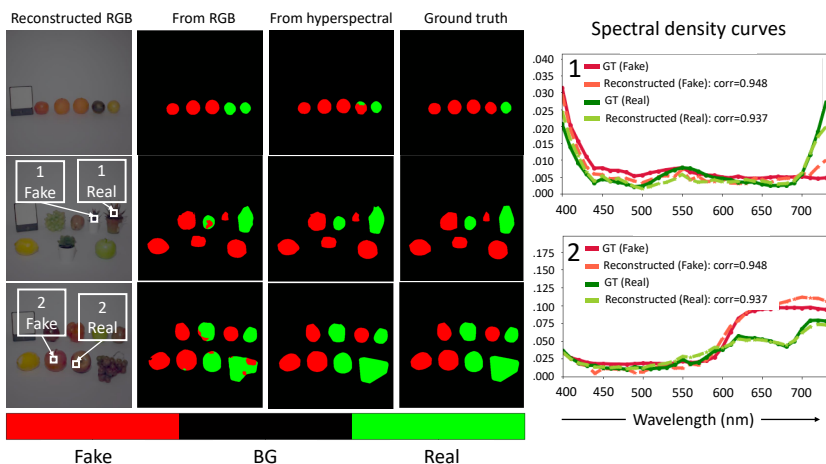 Reconstructed RGB
From RGB
From hyperspectral
Ground truth
Spectral density curves
1
Fake
1
Real
2
Fake
2
Real
Fake
BG
Real
1
GT (Fake)
Reconstructed (Fake): corr=0.948
GT (Real)
Reconstructed (Real): corr=0.937
.040
.035
.030
.025
.020
.015
.010
.005
.000
400 450 500 550 600 650 700
2
GT (Fake)
Reconstructed (Fake): corr=0.948
GT (Real)
Reconstructed (Real): corr=0.937
.175
.150
.125
.100
.050
.025
.000
400 450 500 550 600 650 700
Wavelength (nm)